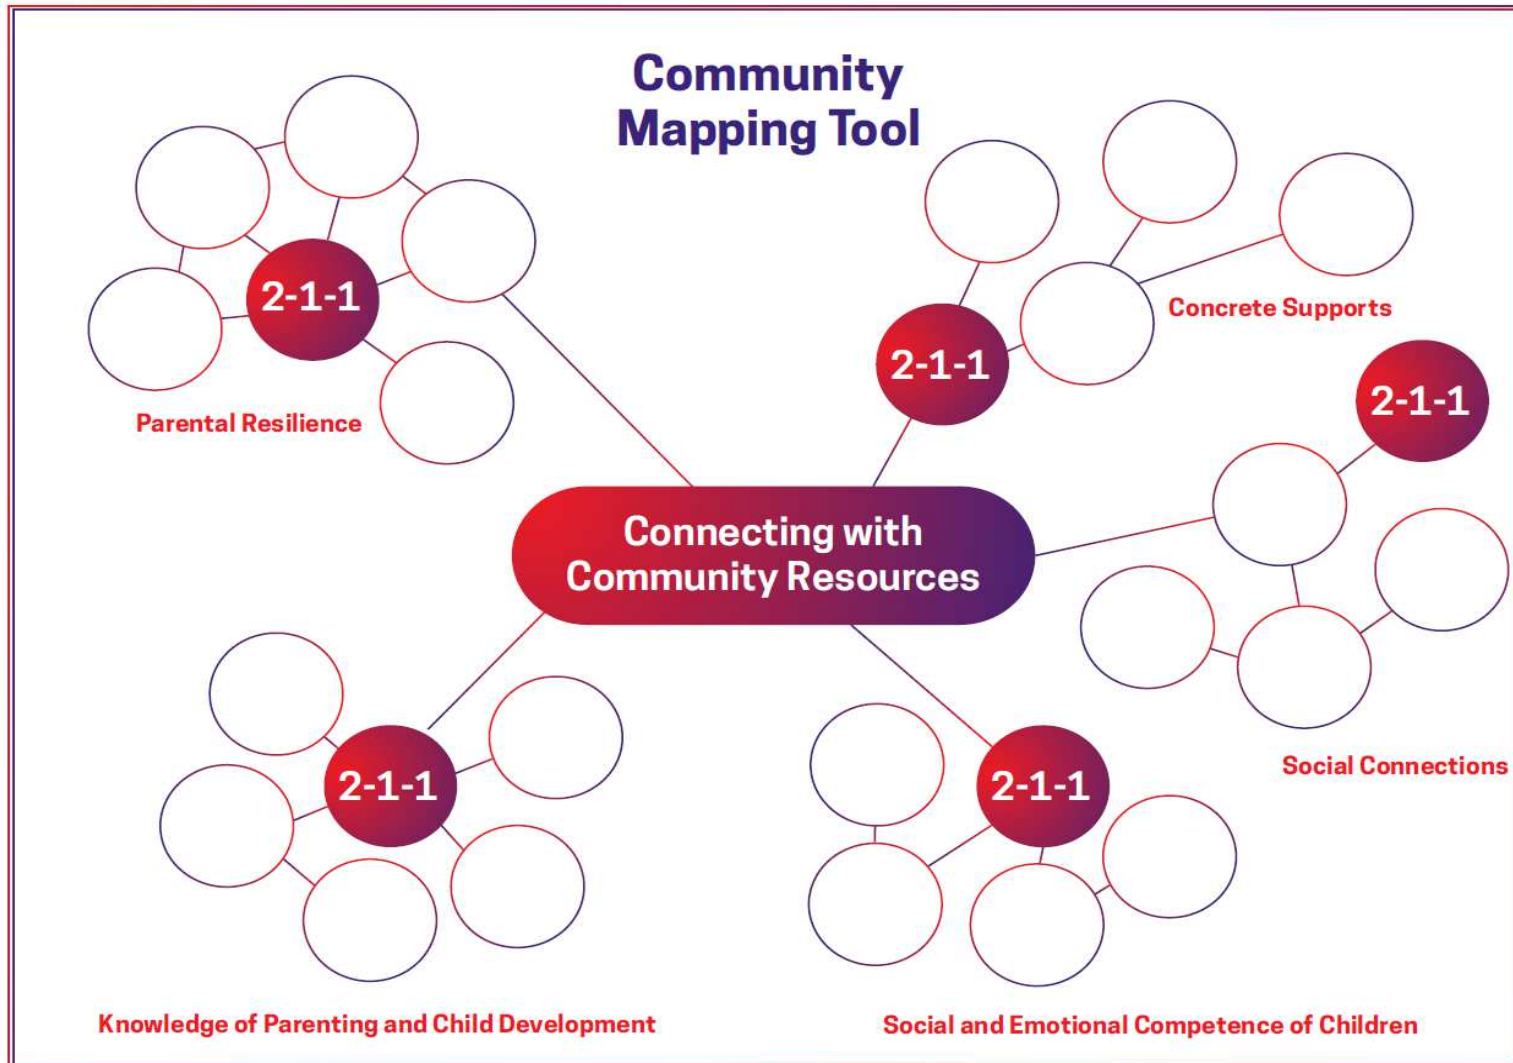 Community
Mapping Tool
2-1-1
Parental Resilience
2-1-1
Concrete Supports
2-1-1
Social Connections
Connecting with
Community Resources
2-1-1
Knowledge of Parenting and Child Development
2-1-1
Social and Emotional Competence of Children